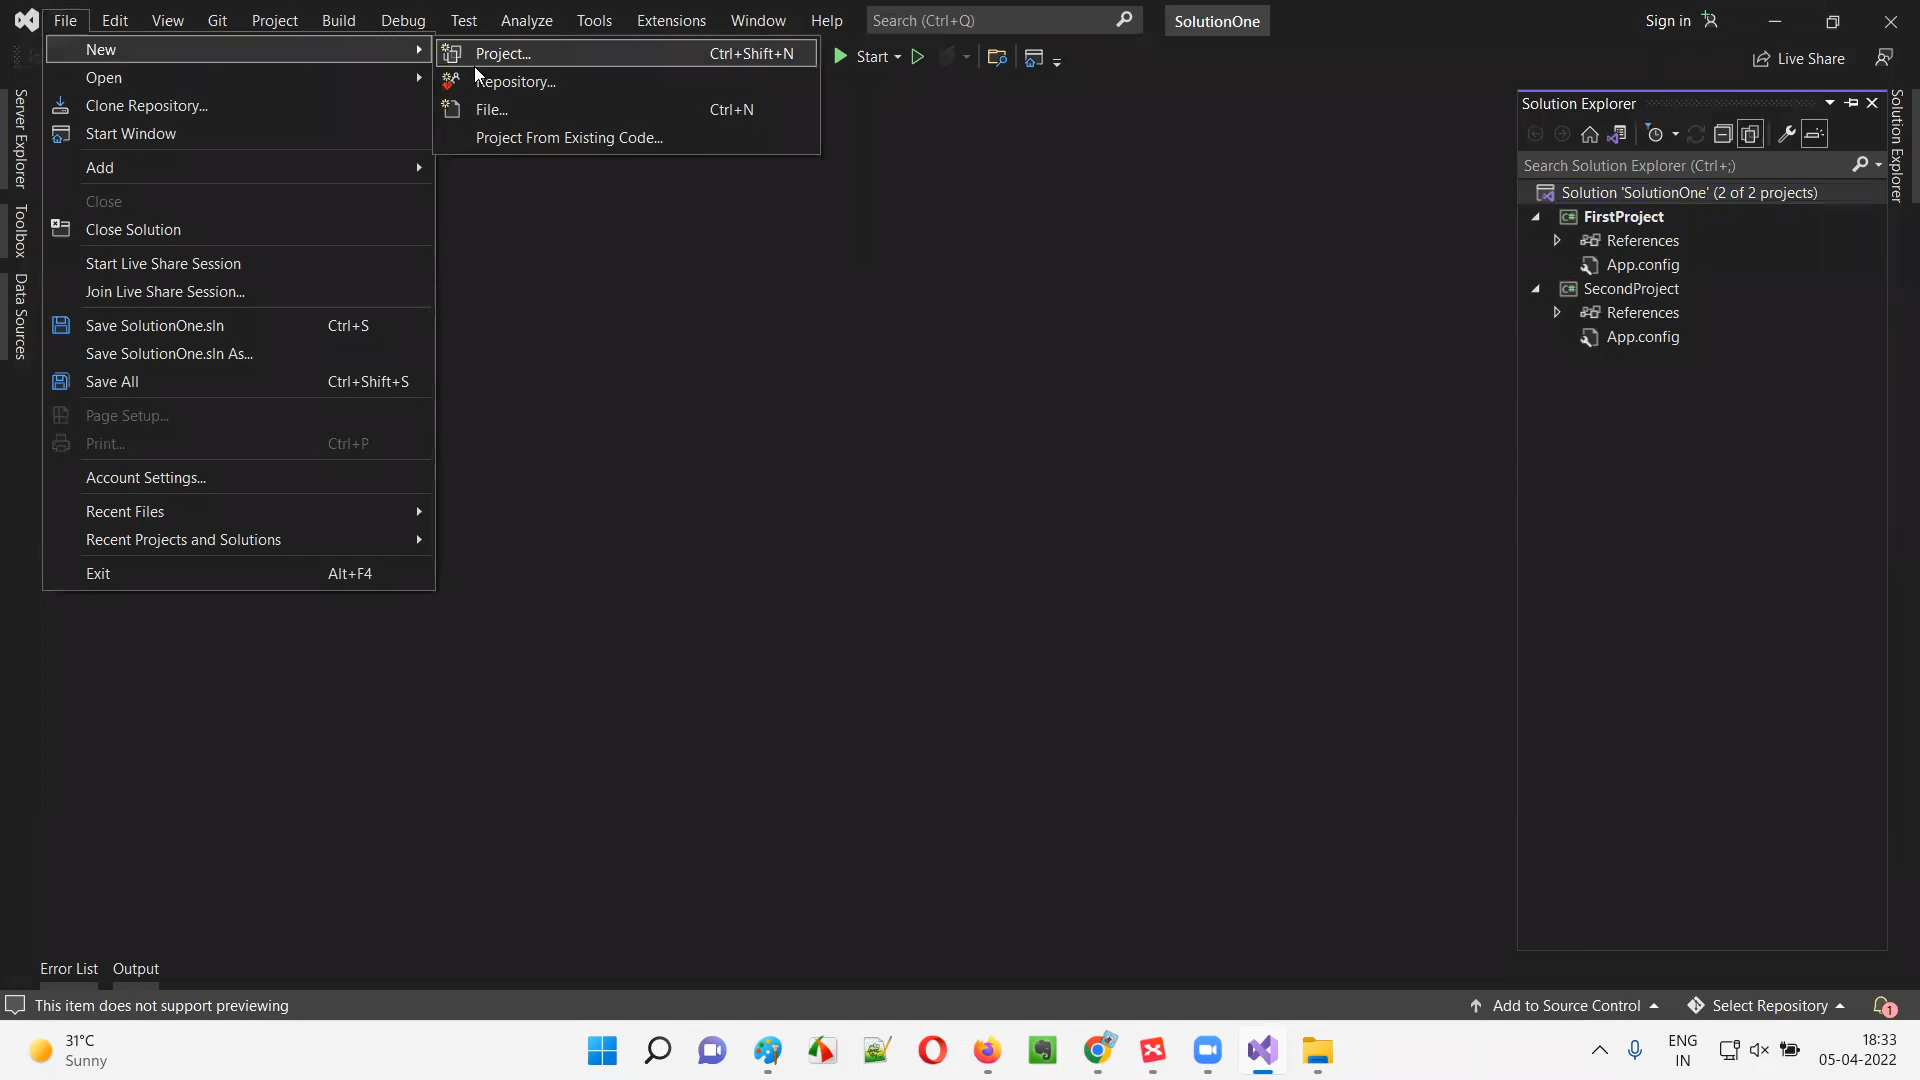 File Edit View Git Project Build Debug Test Analyze Tools Extensions Window Help Search (Ctrl+Q) SolutionOne Sign in
New Project... Ctrl+Shift+N Start Live Share
Open Repository...
Clone Repository... File... Ctrl+N
Start Window Project From Existing Code...
Add
Close
Close Solution
Start Live Share Session
Join Live Share Session...
Save SolutionOne.sln Ctrl+S
Save SolutionOne.sln As...
Save All Ctrl+Shift+S
Page Setup...
Print... Ctrl+P
Account Settings...
Recent Files
Recent Projects and Solutions
Exit Alt+F4
Server Explorer
Toolbox
Data Sources
Solution Explorer
Search Solution Explorer (Ctrl+;)
Solution 'SolutionOne' (2 of 2 projects)
C# FirstProject
References
App.config
C# SecondProject
References
App.config
Solution Explorer
Error List Output
This item does not support previewing Add to Source Control Select Repository 1
31°C
Sunny
ENG
IN
18:33
05-04-2022